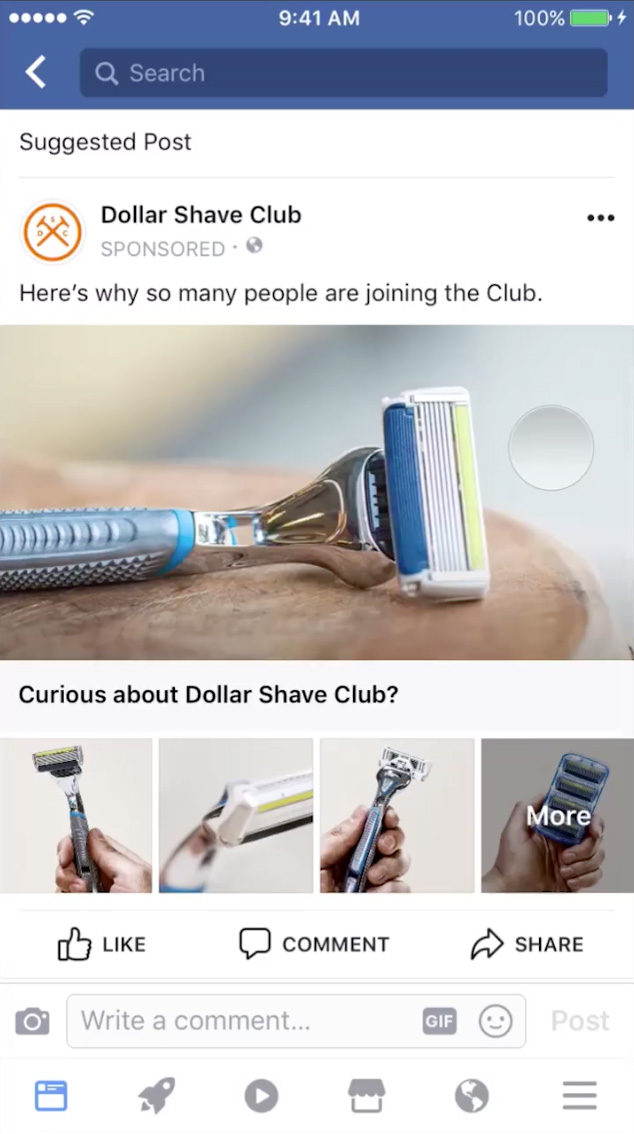 9:41 AM
100%
Search
Suggested Post
Dollar Shave Club
SPONSORED ·
Here’s why so many people are joining the Club.
Curious about Dollar Shave Club?
More
LIKE
COMMENT
SHARE
Write a comment...
GIF
Post